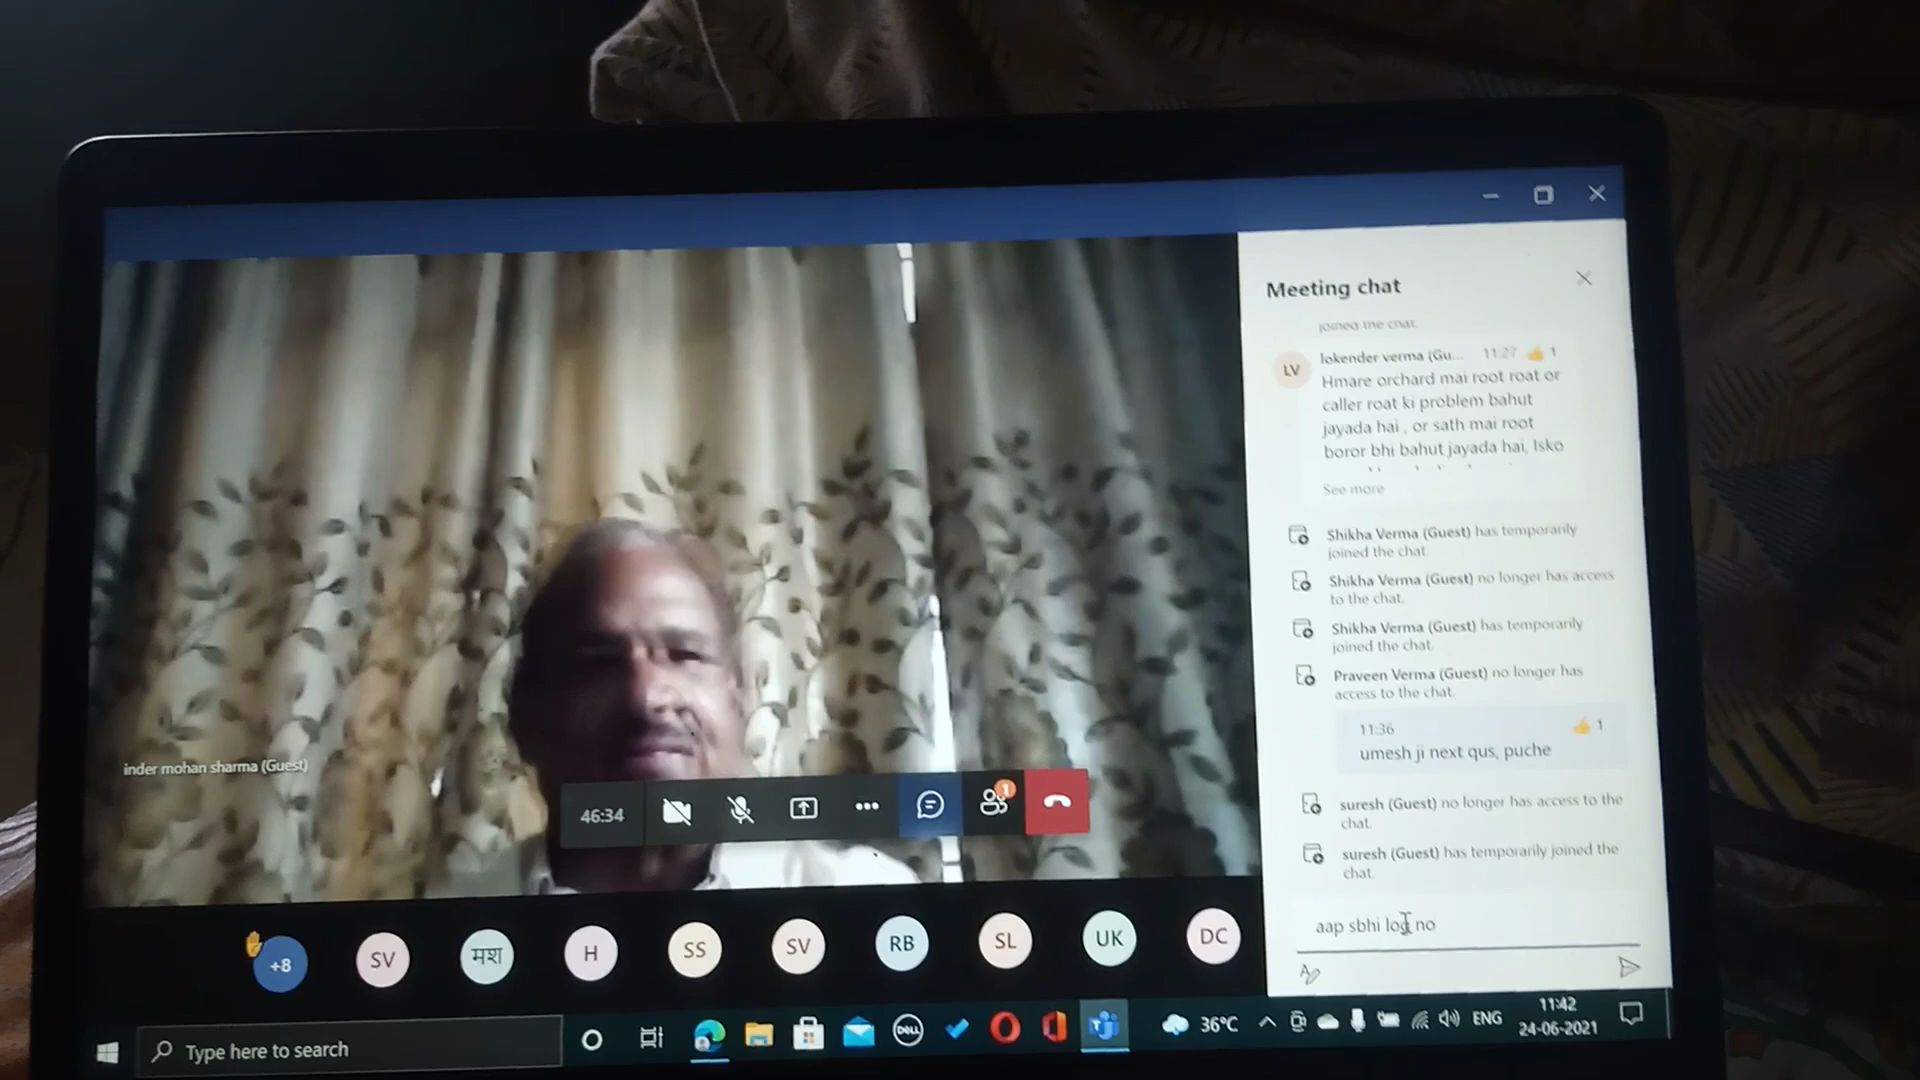 Meeting chat
joined the chat.
LV
lokender verma (Gu... 11:27 1
Hmare orchard mai root roat or
caller roat ki problem bahut
jayada hai , or sath mai root
boror bhi bahut jayada hai, Isko
See more
Shikha Verma (Guest) has temporarily
joined the chat.
Shikha Verma (Guest) no longer has access
to the chat.
Shikha Verma (Guest) has temporarily
joined the chat.
Praveen Verma (Guest) no longer has
access to the chat.
11:36 1
umesh ji next qus, puche
suresh (Guest) no longer has access to the
chat.
suresh (Guest) has temporarily joined the
chat.
aap sbhi log no
inder mohan sharma (Guest)
46:34
1
+8 SV मश H SS SV RB SL UK DC
Type here to search
DELL
36°C
ENG
11:42
24-06-2021